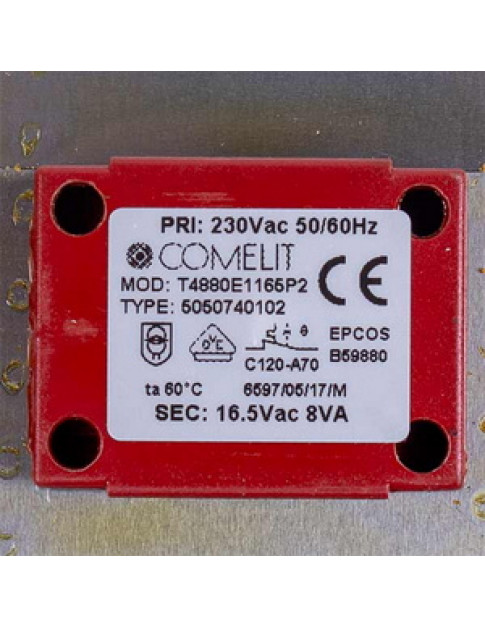 PRI: 230Vac 50/60Hz
COMELIT
MOD: T4880E1165P2
TYPE: 5050740102
CE
OVE
EPCOS
B59880
C120-A70
ta 60°C 6597/05/17/M
SEC: 16.5Vac 8VA